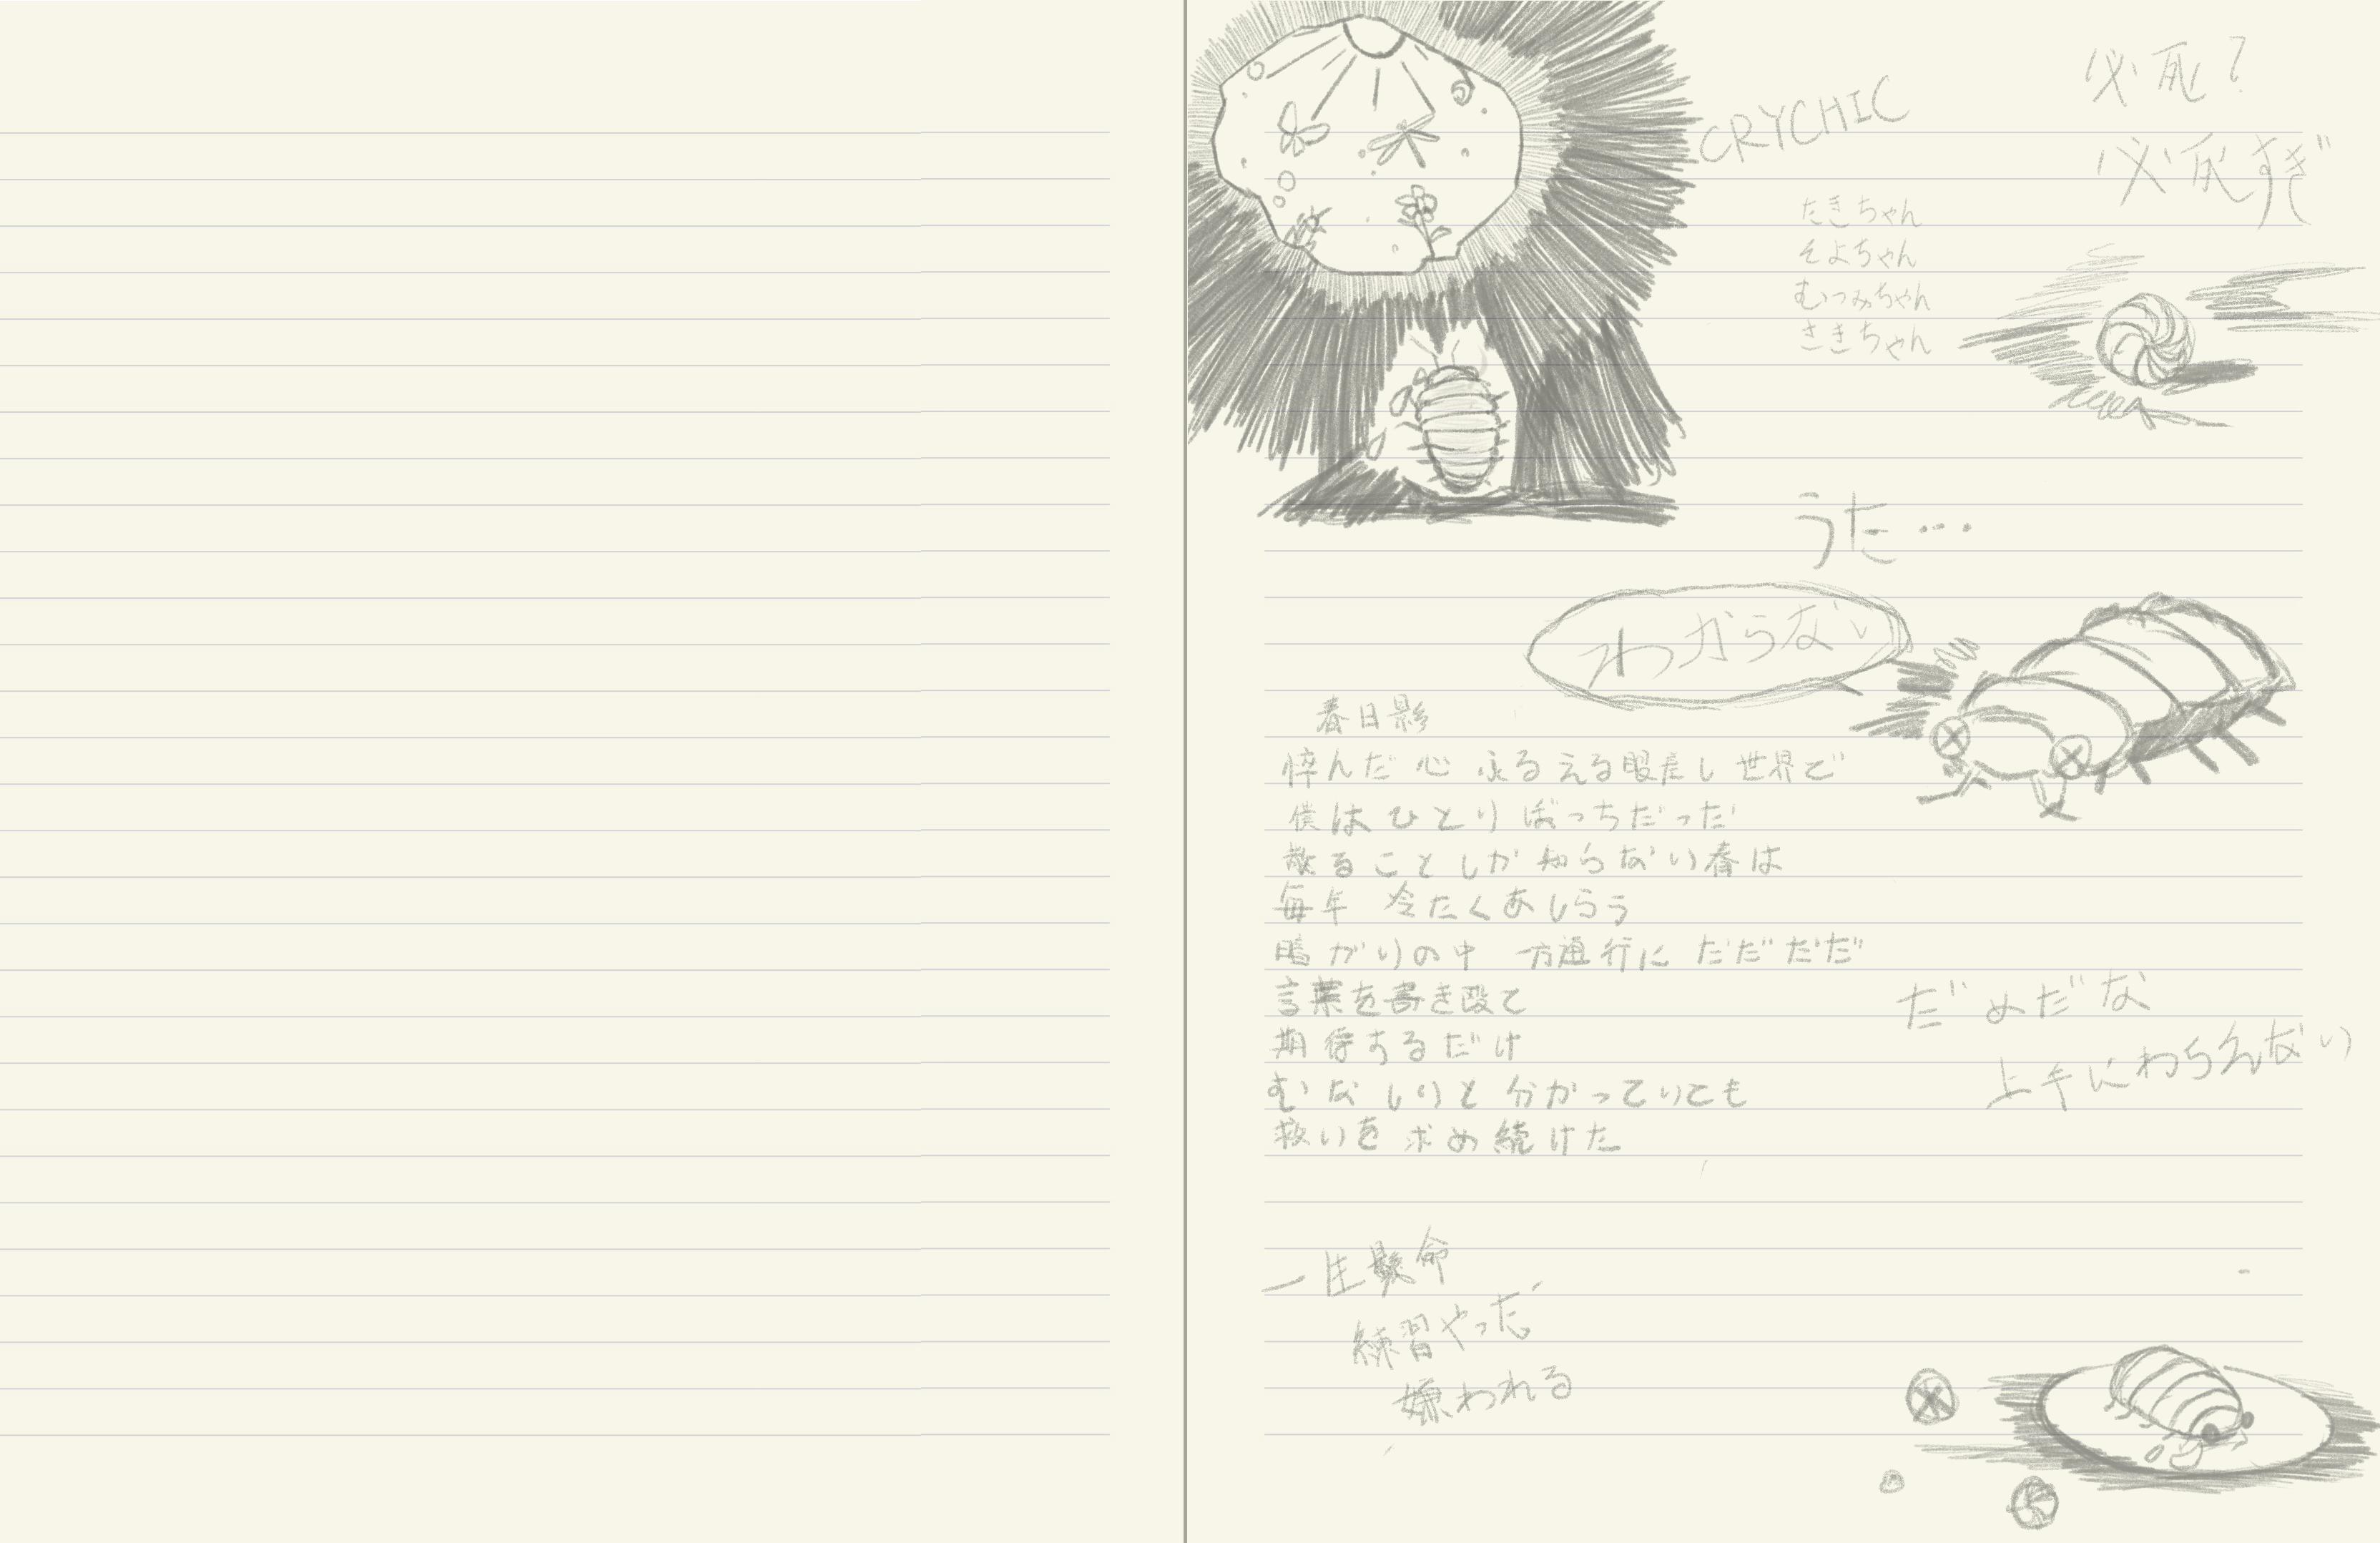 必死?
CRYCHIC
必死すぎ
たきちゃん
そよちゃん
むつみちゃん
さきちゃん
うた…
わからない
春日影
悴んだ心 ふるえる眼差し 世界で
僕は ひとりぼっちだった
散ることしか知らない春は
毎年 冷たくあしらう
暗がりの中 一方通行に ただただ
言葉を書き殴って
期待するだけ
むなしいと分かっていても
救いを求め続けた
だめだな
上手にわらえない
一生懸命
練習やった
嫌われる